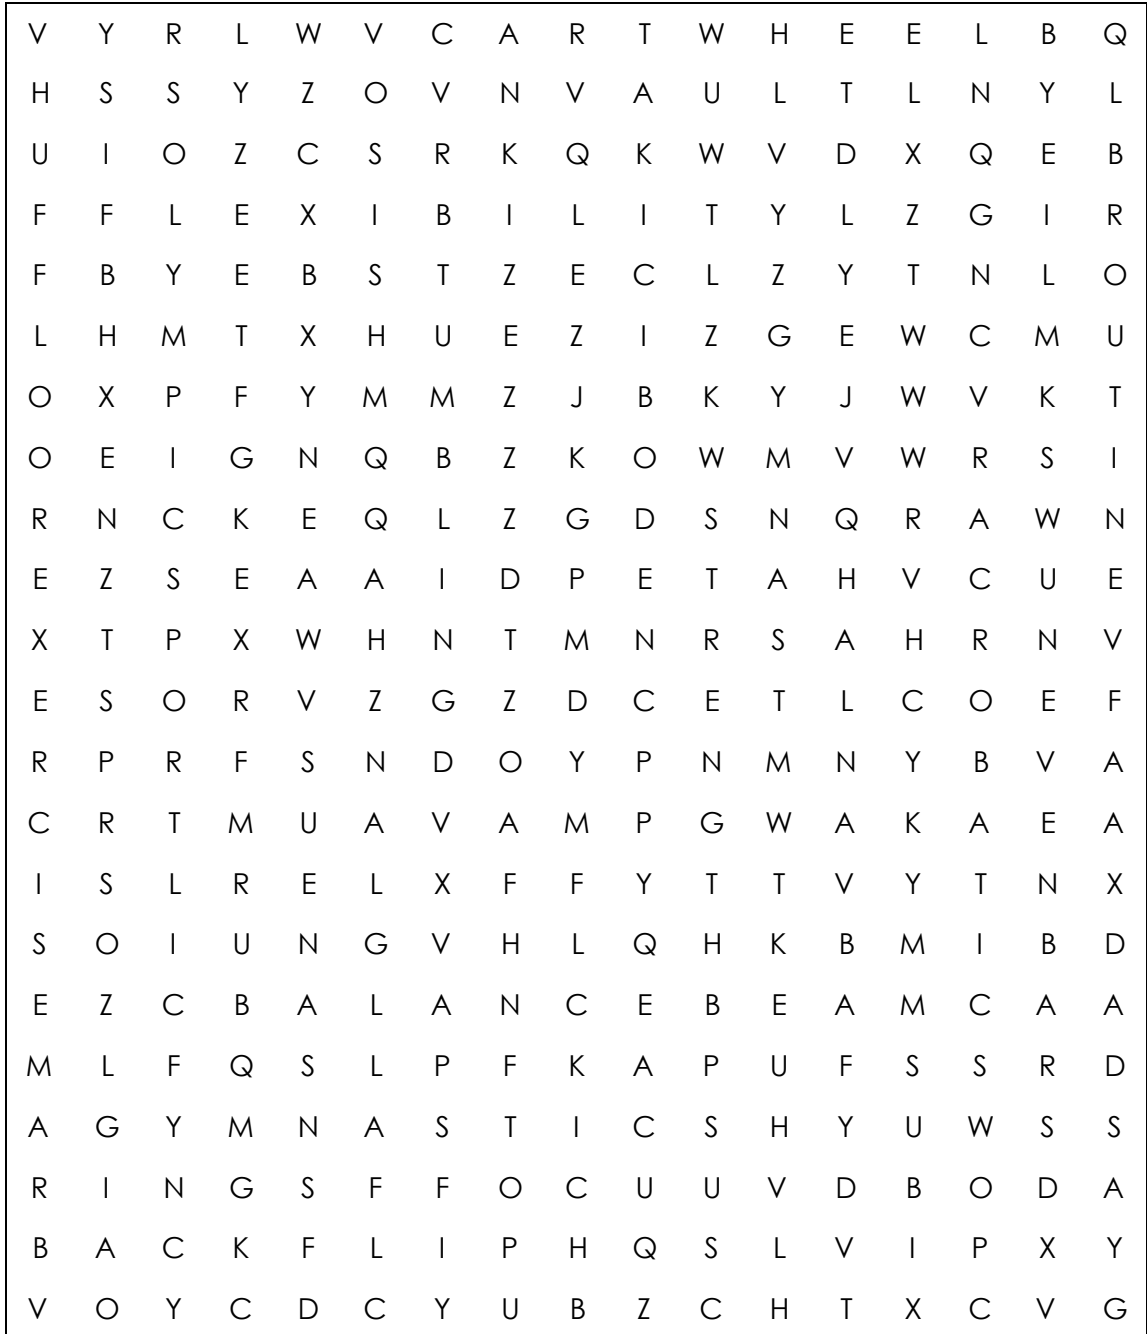 V Y R L W V C A R T W H E E L B Q
H S S Y Z O V N V A U L T L N Y L
U I O Z C S R K Q K W V D X Q E B
F F L E X I B I L I T Y L Z G I R
F B Y E B S T Z E C L Z Y T N L O
L H M T X H U E Z I Z G E W C M U
O X P F Y M M Z J B K Y J W V K T
O E I G N Q B Z K O W M V W R S I
R N C K E Q L Z G D S N Q R A W N
E Z S E A A I D P E T A H V C U E
X T P X W H N T M N R S A H R N V
E S O R V Z G Z D C E T L C O E F
R P R F S N D O Y P N M N Y B V A
C R T M U A V A M P G W A K A E A
I S L R E L X F F Y T T V Y T N X
S O I U N G V H L Q H K B M I B D
E Z C B A L A N C E B E A M C A A
M L F Q S L P F K A P U F S S R D
A G Y M N A S T I C S H Y U W S S
R I N G S F F O C U U V D B O D A
B A C K F L I P H Q S L V I P X Y
V O Y C D C Y U B Z C H T X C V G